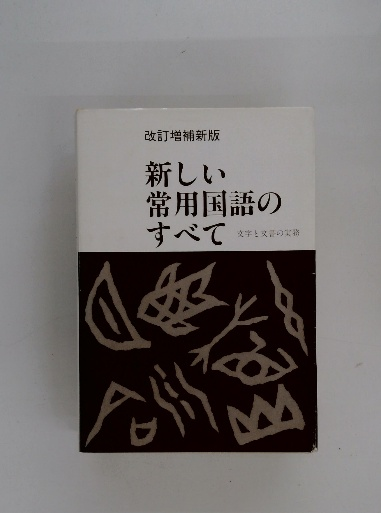 改訂増補新版
新しい
常用国語の
すべて
文字と文書の実務